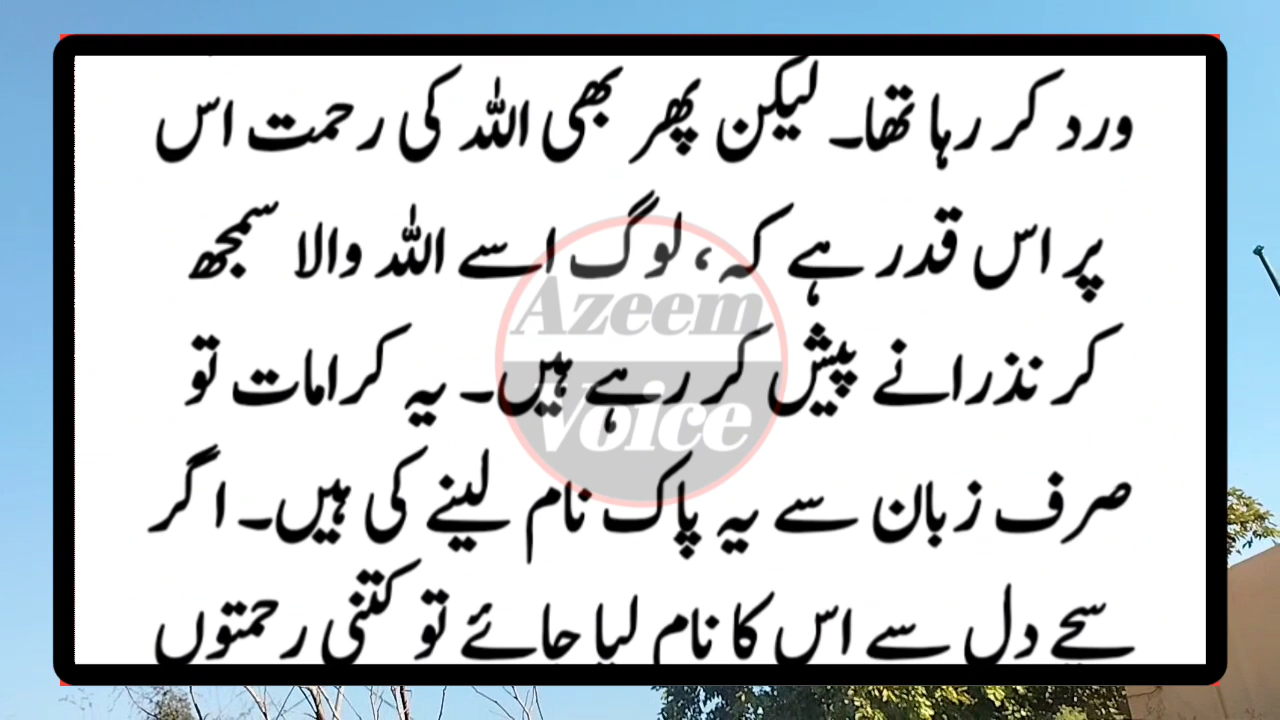 ورد کر رہا تھا۔ لیکن پھر بھی اللہ کی رحمت اس
پر اس قدر ہے کہ، لوگ اسے اللہ والا سمجھ
کر نذرانے پیش کر رہے ہیں۔ یہ کرامات تو
صرف زبان سے یہ پاک نام لینے کی ہیں۔ اگر
سچے دل سے اس کا نام لیا جائے تو کتنی رحمتوں
Azeem
Voice